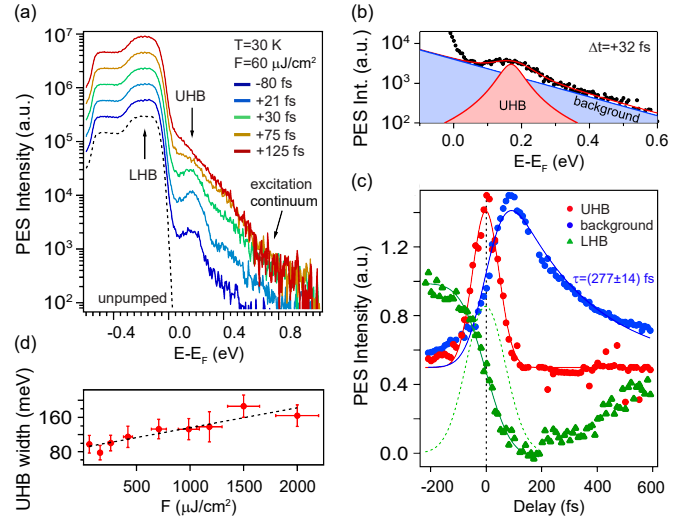 (a)
10⁷
10⁶
10⁵
10⁴
10³
10²
PES Intensity (a.u.)
T=30 K
F=60 μJ/cm²
UHB
-80 fs
+21 fs
+30 fs
+75 fs
+125 fs
LHB
excitation
continuum
unpumped
-0.4
0.0
0.4
0.8
E-E_F (eV)
(b)
10⁴
10³
10²
PES Int. (a.u.)
Δt=+32 fs
UHB
background
0.0
0.2
0.4
0.6
E-E_F (eV)
(c)
UHB
background
LHB
1.2
0.8
0.4
0.0
PES Intensity (a.u.)
τ=(277±14) fs
-200
0
200
400
600
Delay (fs)
(d)
160
120
80
UHB width (meV)
500
1000
1500
2000
F (μJ/cm²)